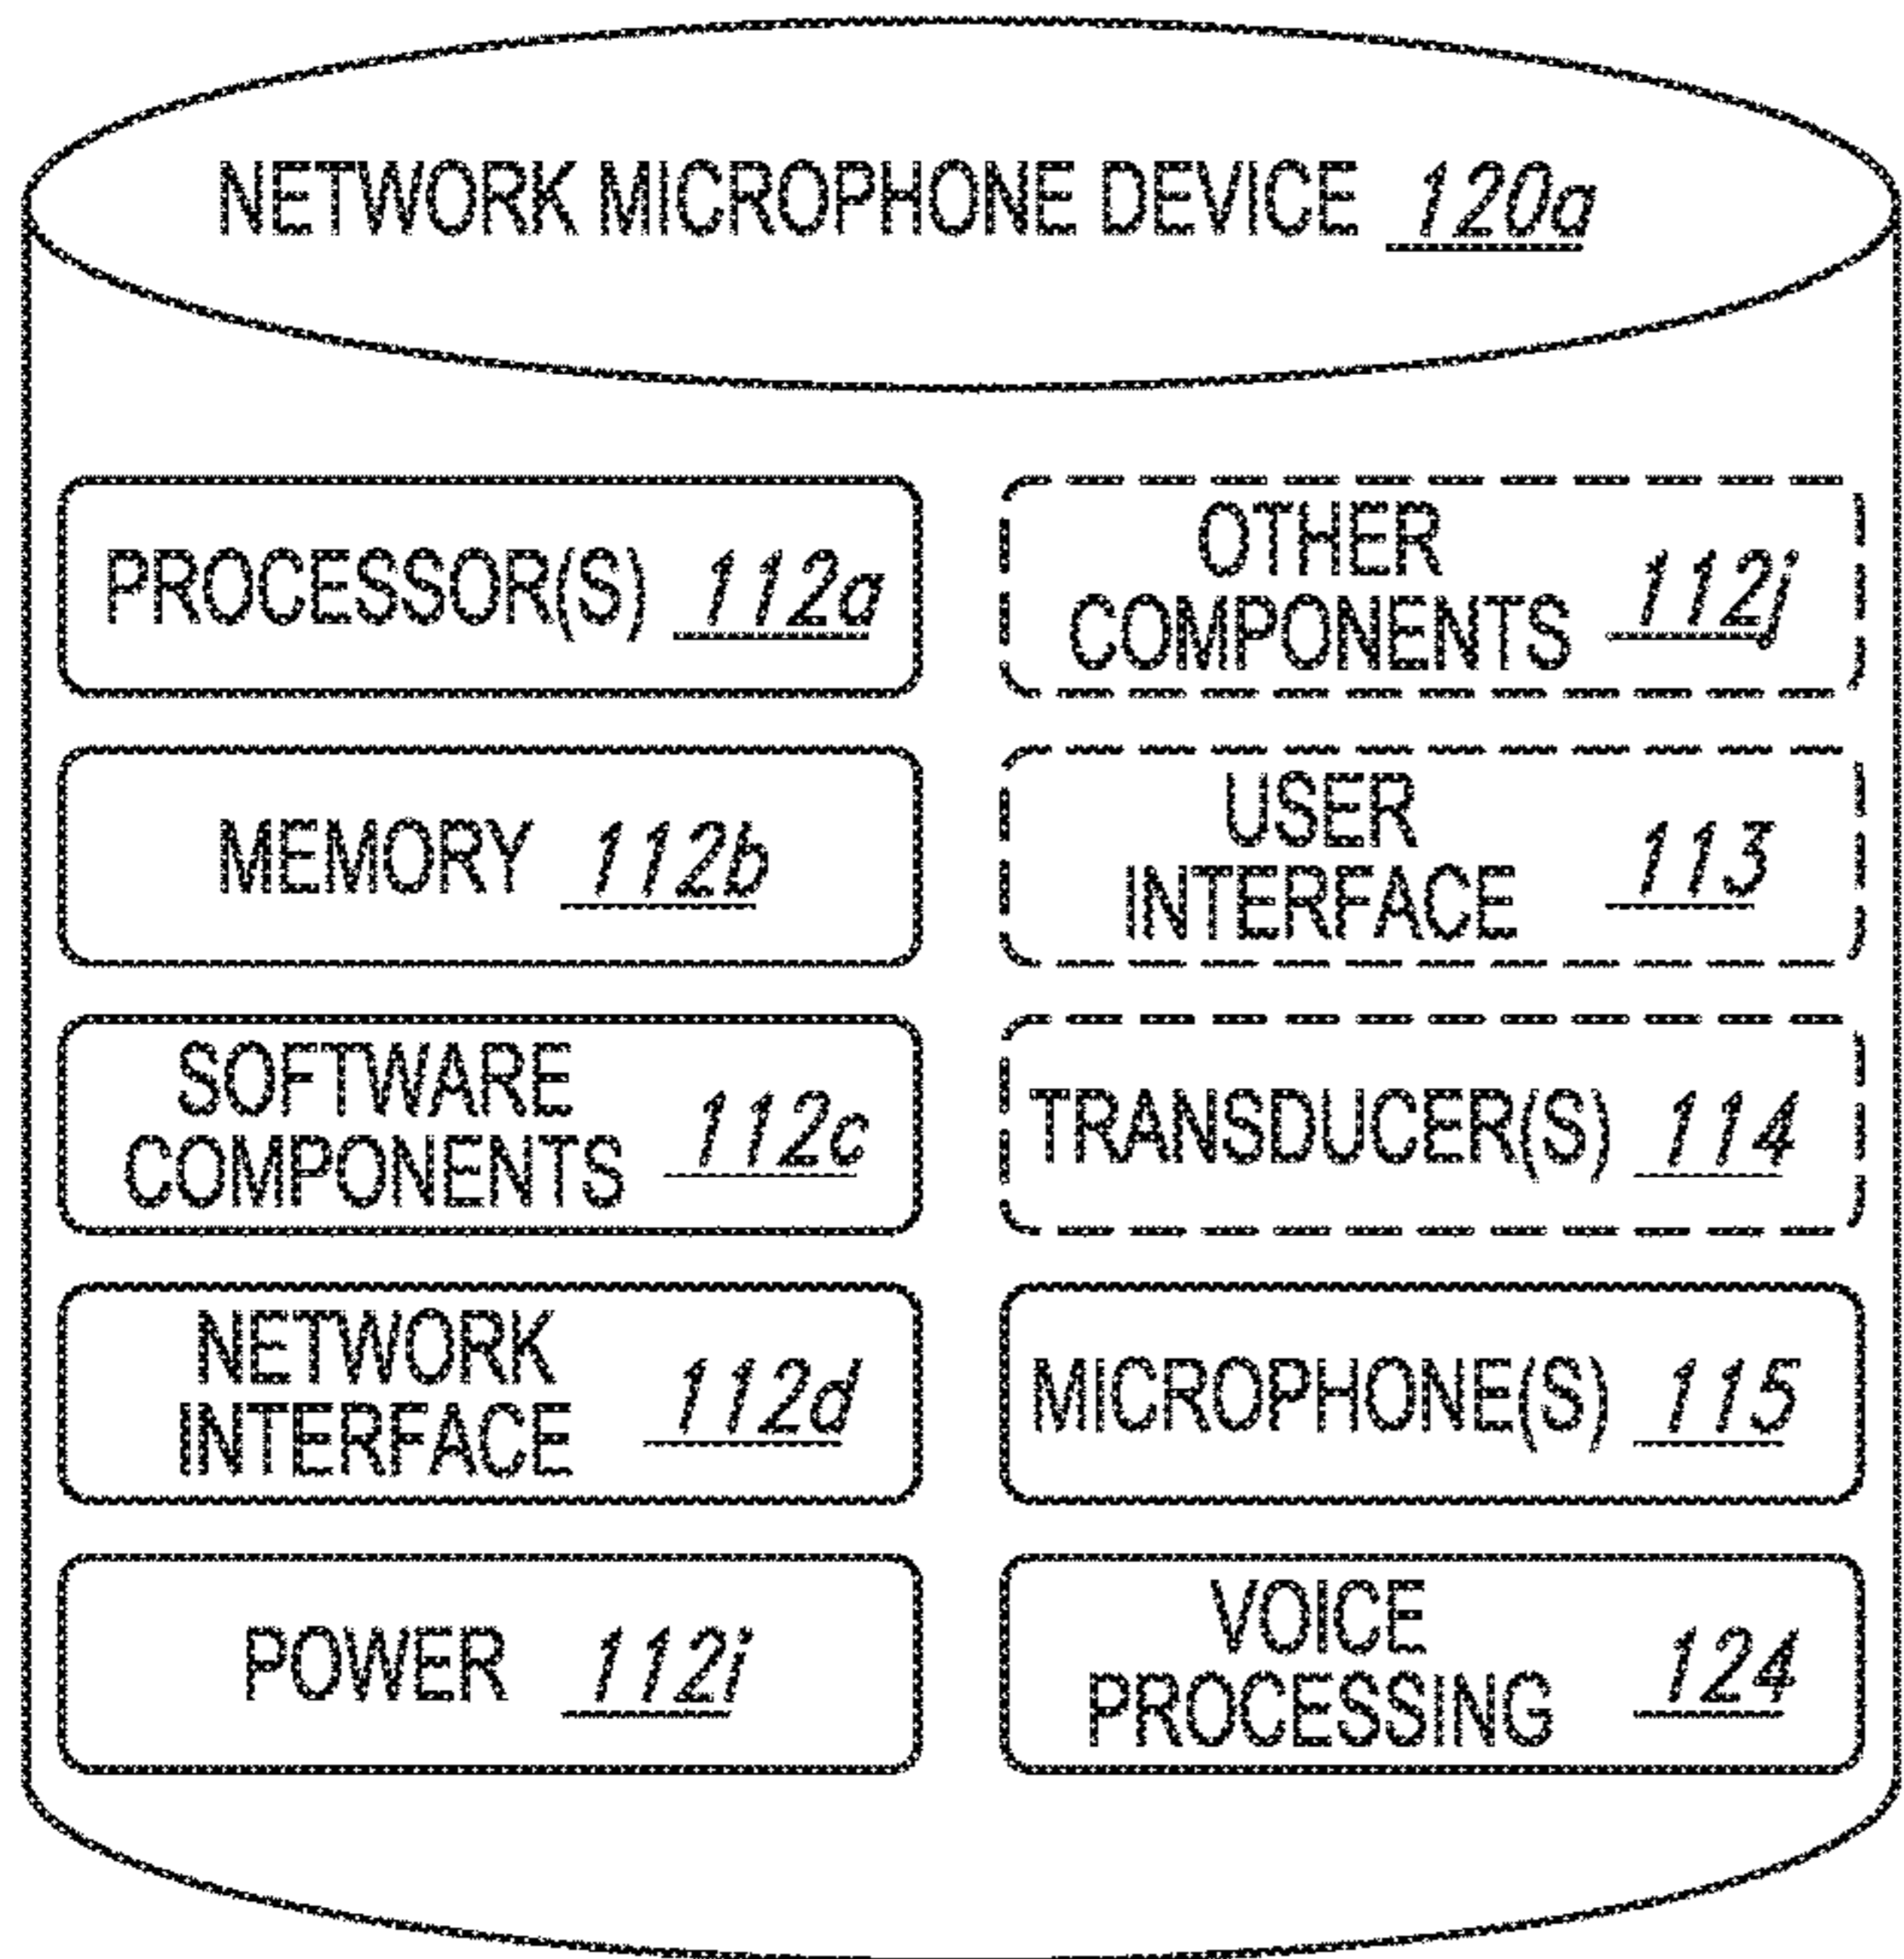 NETWORK MICROPHONE DEVICE 120a
PROCESSOR(S) 112a
MEMORY 112b
SOFTWARE
COMPONENTS 112c
NETWORK
INTERFACE 112d
POWER 112i
OTHER
COMPONENTS 112j
USER
INTERFACE 113
TRANSDUCER(S) 114
MICROPHONE(S) 115
VOICE
PROCESSING 124